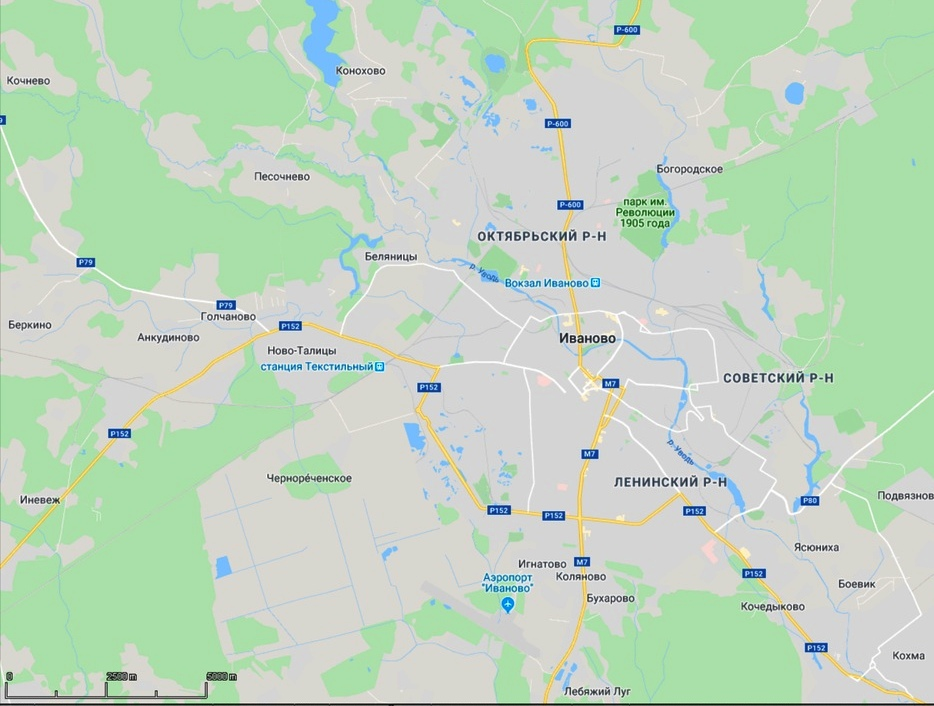 Р-600
Кочнево
Конохово
9
Р-600
Богородское
Песочнево
парк им.
Революции
1905 года
Р-600
ОКТЯБРЬСКИЙ Р-Н
Беляницы
Р79
р. Уводь
Вокзал Иваново
Р79
Голчаново
Беркино
Р152
Анкудиново
Иваново
Ново-Талицы
станция Текстильный
СОВЕТСКИЙ Р-Н
Р152
М7
Р152
М7
р. Уводь
Черноре́ченское
ЛЕНИНСКИЙ Р-Н
Иневеж
Р80
Подвязнов
Р152
Р152
Р152
Ясюниха
Игнатово
М7
Р152
Аэропорт
"Иваново"
Коляново
Боевик
Бухарово
Кочедыково
Р152
Кохма
0
2500 m
5000 m
Лебяжий Луг